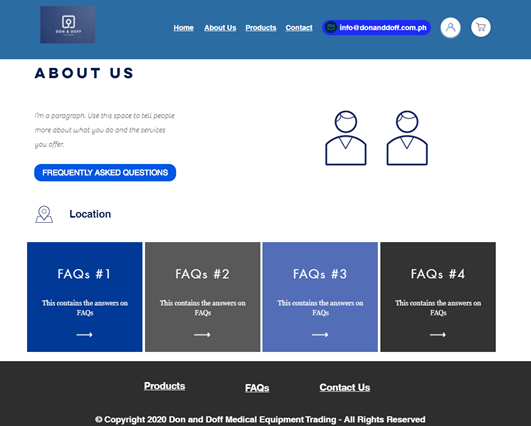 DON & DOFF
Home About Us Products Contact info@donanddoff.com.ph
ABOUT US
I'm a paragraph. Use this space to tell people
more about what you do and the services
you offer.
FREQUENTLY ASKED QUESTIONS
Location
FAQs #1 FAQs #2 FAQs #3 FAQs #4
This contains the answers on This contains the answers on This contains the answers on This contains the answers on
FAQs FAQs FAQs FAQs
Products FAQs Contact Us
© Copyright 2020 Don and Doff Medical Equipment Trading - All Rights Reserved